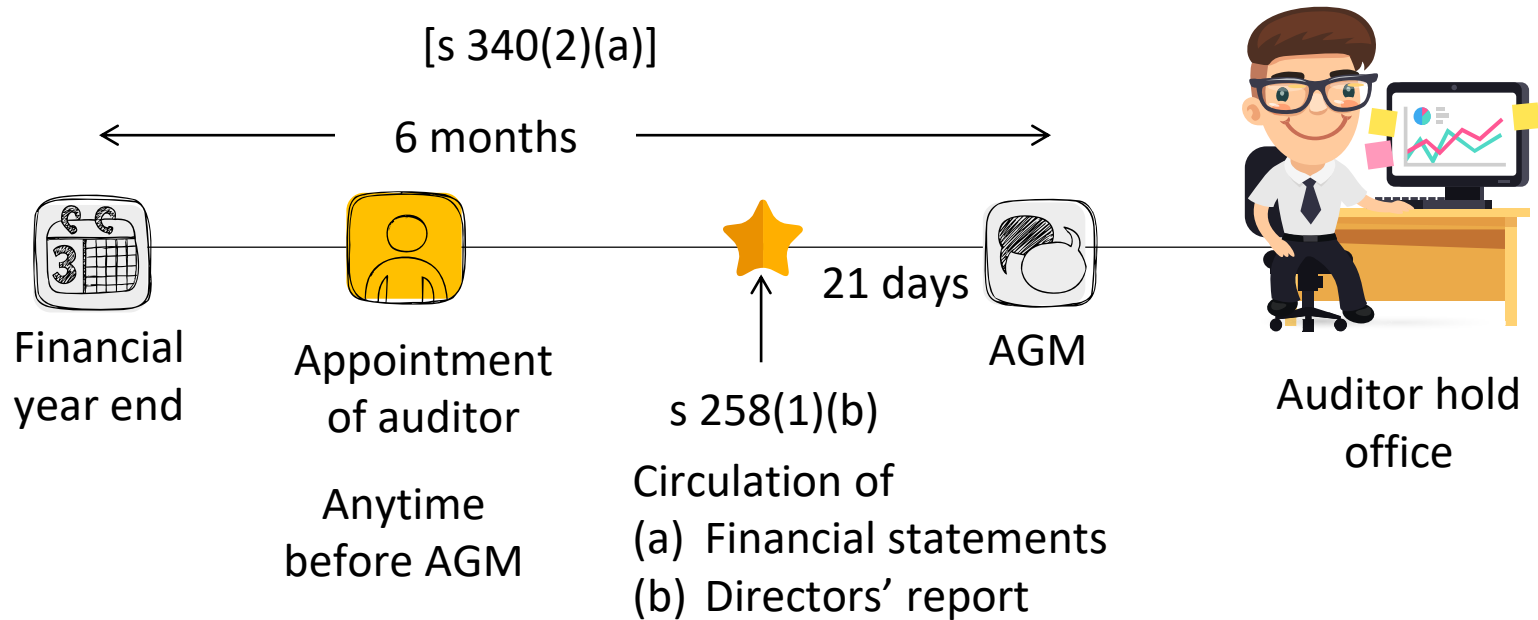 [s 340(2)(a)]
6 months
3
21 days
Financial
year end
Appointment
of auditor
Anytime
before AGM
s 258(1)(b)
Circulation of
(a) Financial statements
(b) Directors’ report
AGM
Auditor hold
office